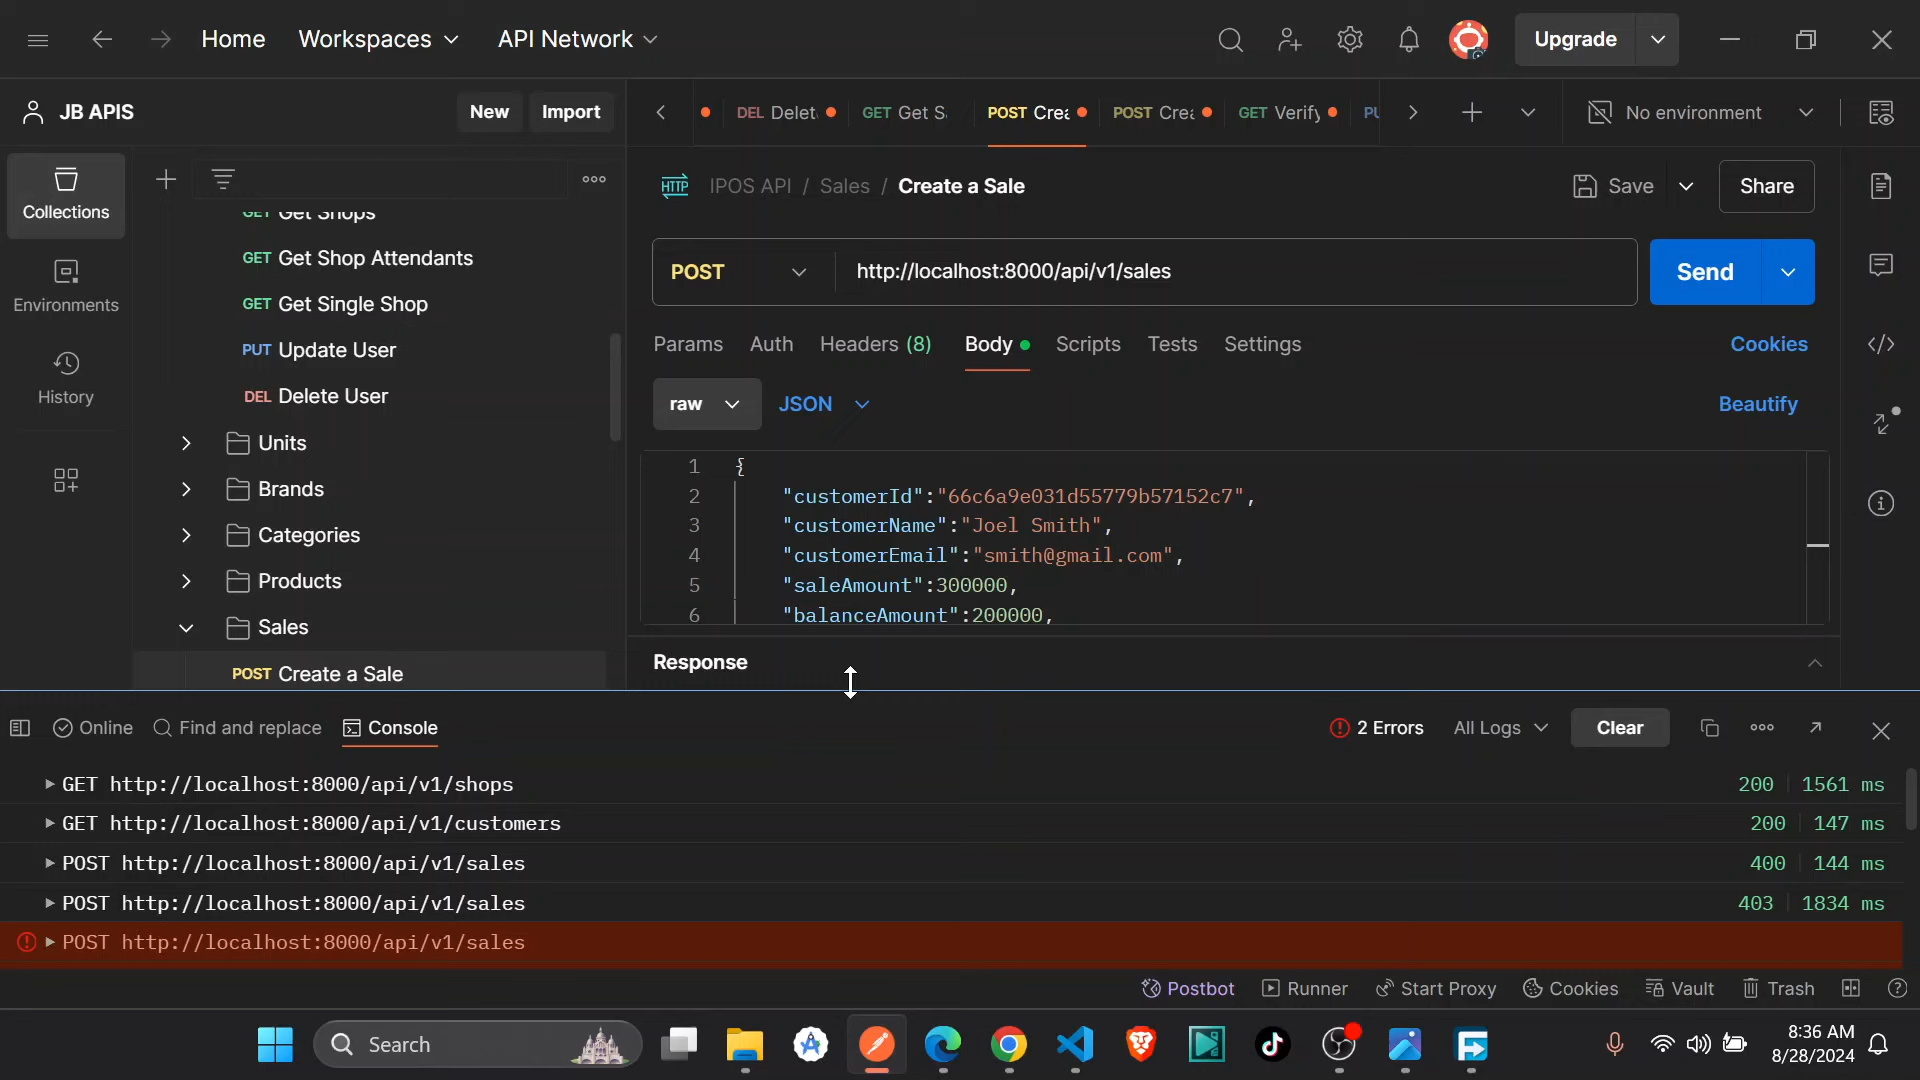 Home Workspaces API Network Upgrade
JB APIS New Import
DEL Delet GET Get S POST Crea POST Crea GET Verify PU No environment
Collections
Environments
History
GET Get Shops
GET Get Shop Attendants
GET Get Single Shop
PUT Update User
DEL Delete User
Units
Brands
Categories
Products
Sales
POST Create a Sale
HTTP IPOS API / Sales / Create a Sale Save Share
POST http://localhost:8000/api/v1/sales Send
Params Auth Headers (8) Body Scripts Tests Settings Cookies
raw JSON Beautify
1 {
2 "customerId":"66c6a9e031d55779b57152c7",
3 "customerName":"Joel Smith",
4 "customerEmail":"smith@gmail.com",
5 "saleAmount":300000,
6 "balanceAmount":200000,
Response
Online Find and replace Console 2 Errors All Logs Clear
GET http://localhost:8000/api/v1/shops 200 1561 ms
GET http://localhost:8000/api/v1/customers 200 147 ms
POST http://localhost:8000/api/v1/sales 400 144 ms
POST http://localhost:8000/api/v1/sales 403 1834 ms
POST http://localhost:8000/api/v1/sales
Postbot Runner Start Proxy Cookies Vault Trash
Search 8:36 AM
8/28/2024